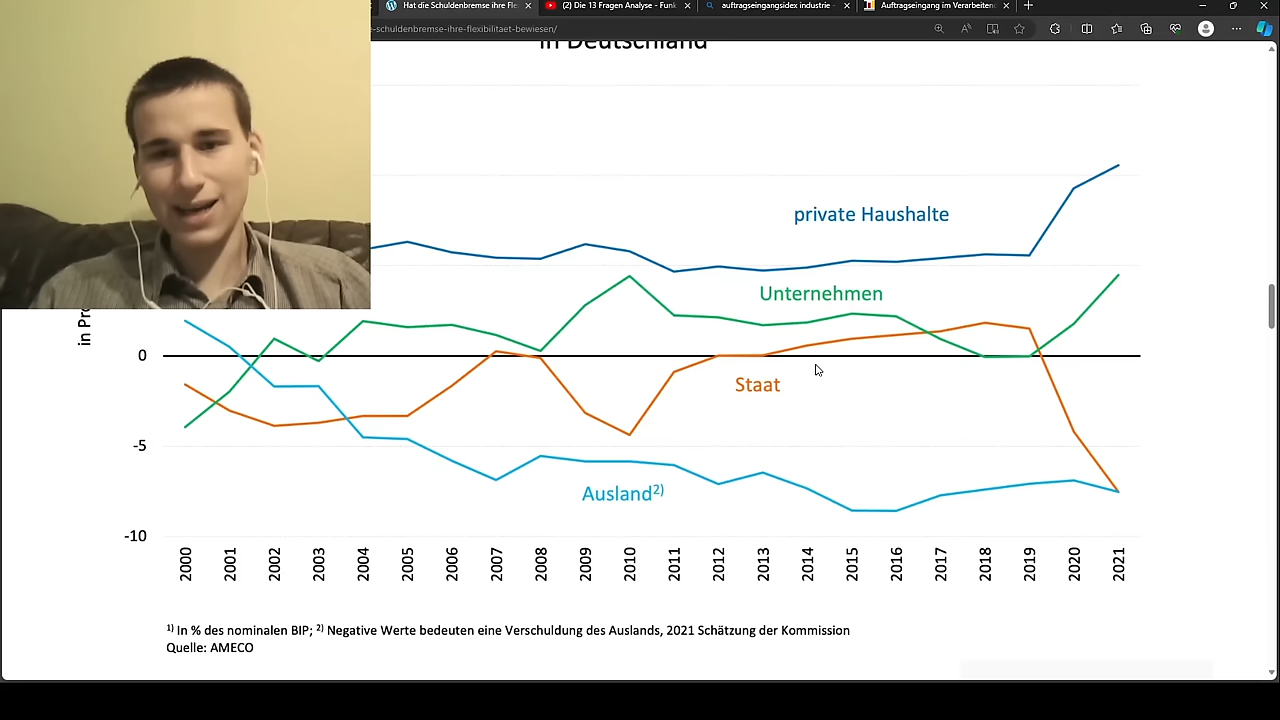 Hat die Schuldenbremse ihre Fle
(2) Die 13 Fragen Analyse - Funk
auftragseingangsidex industrie -
Auftragseingang im Verarbeiten
e-schuldenbremse-ihre-flexibilitaet-bewiesen/
in Deutschland
in Pro
private Haushalte
Unternehmen
0
Staat
-5
Ausland2)
-10
2000
2001
2002
2003
2004
2005
2006
2007
2008
2009
2010
2011
2012
2013
2014
2015
2016
2017
2018
2019
2020
2021
1) In % des nominalen BIP; 2) Negative Werte bedeuten eine Verschuldung des Auslands, 2021 Schätzung der Kommission
Quelle: AMECO